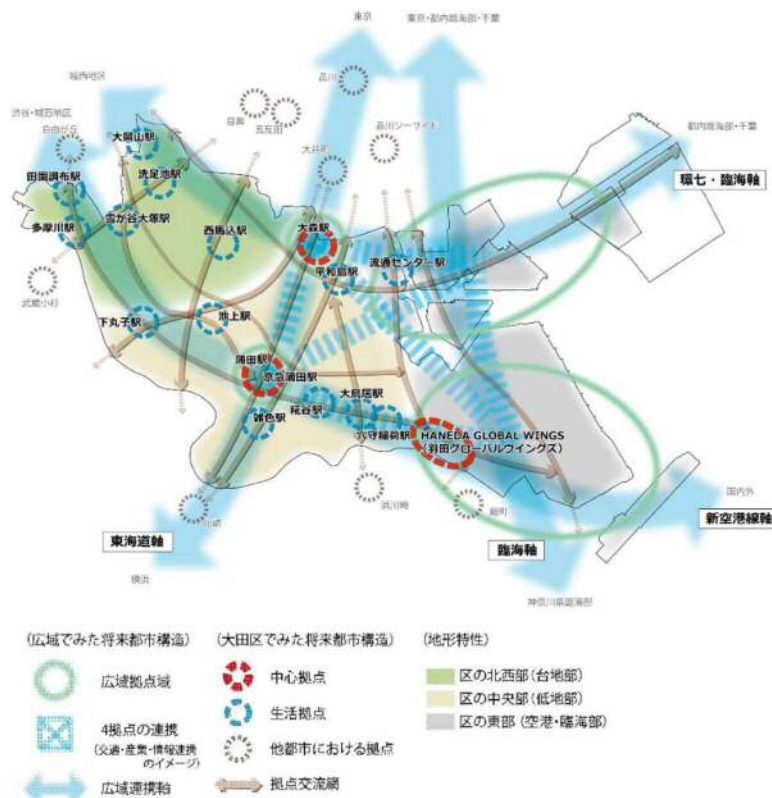 東京
東京・都内臨海部・千葉
城西地区
品川
渋谷・城西地区
自由が丘
目黒
五反田
大井町
品川シーサイド
都内臨海部・千葉
大岡山駅
洗足池駅
田園調布駅
雪が谷大塚駅
多摩川駅
西馬込駅
大森駅
平和島駅
流通センター駅
環七・臨海軸
武蔵小杉
下丸子駅
池上駅
蒲田駅
京急蒲田駅
大鳥居駅
糀谷駅
雑色駅
穴守稲荷駅
HANEDA GLOBAL WINGS
(羽田グローバルウイングズ)
川崎
浜川崎
国内外
新空港線軸
東海道軸
臨海軸
横浜
神奈川県臨海部
(広域でみた将来都市構造)
広域拠点域
4拠点の連携
(交通・産業・情報連携
のイメージ)
広域連携軸
(大田区でみた将来都市構造)
中心拠点
生活拠点
他都市における拠点
拠点交流網
(地形特性)
区の北西部(台地部)
区の中央部(低地部)
区の東部(空港・臨海部)